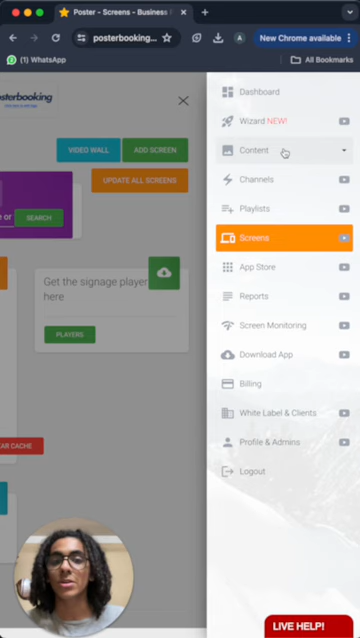 Poster - Screens - Business
posterbooking...
New Chrome available
(1) WhatsApp
All Bookmarks
sterbooking
VIDEO WALL
ADD SCREEN
UPDATE ALL SCREENS
e or
SEARCH
Get the signage player
here
PLAYERS
AR CACHE
Dashboard
Wizard NEW!
Content
Channels
Playlists
Screens
App Store
Reports
Screen Monitoring
Download App
Billing
White Label & Clients
Profile & Admins
Logout
LIVE HELP!